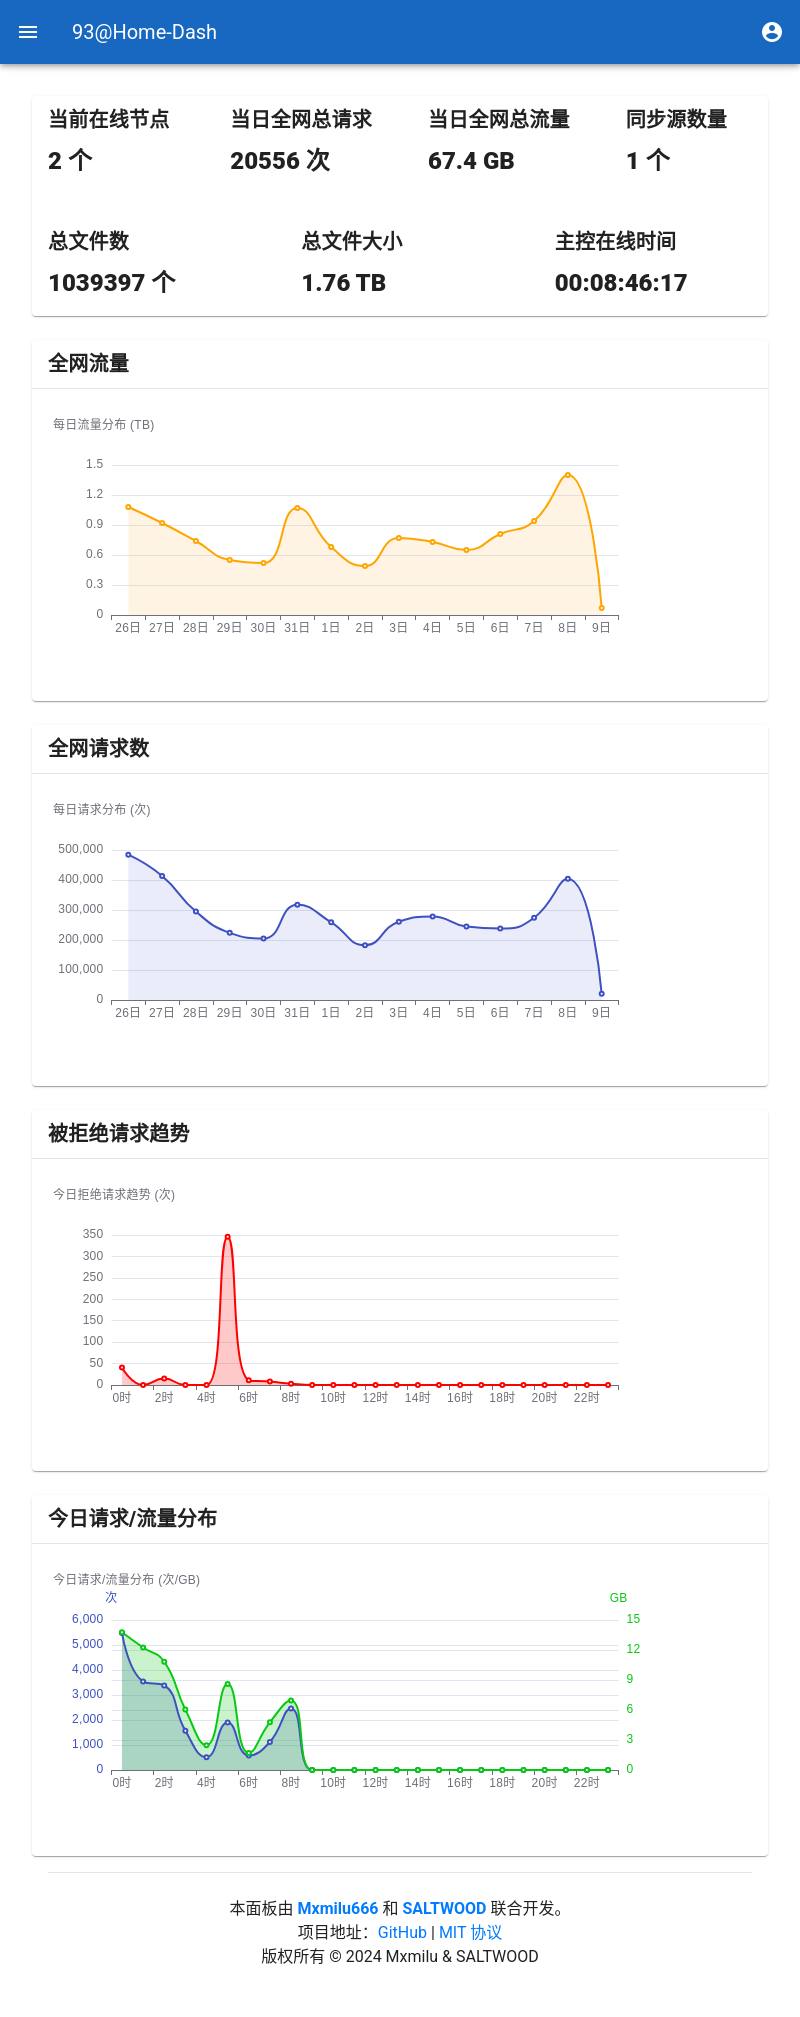 93@Home-Dash
当前在线节点 当日全网总请求 当日全网总流量 同步源数量
2 个 20556 次 67.4 GB 1 个
总文件数 总文件大小 主控在线时间
1039397 个 1.76 TB 00:08:46:17
全网流量
每日流量分布 (TB)
1.5
1.2
0.9
0.6
0.3
0
26日 27日 28日 29日 30日 31日 1日 2日 3日 4日 5日 6日 7日 8日 9日
全网请求数
每日请求分布 (次)
500,000
400,000
300,000
200,000
100,000
0
26日 27日 28日 29日 30日 31日 1日 2日 3日 4日 5日 6日 7日 8日 9日
被拒绝请求趋势
今日拒绝请求趋势 (次)
350
300
250
200
150
100
50
0
0时 2时 4时 6时 8时 10时 12时 14时 16时 18时 20时 22时
今日请求/流量分布
今日请求/流量分布 (次/GB)
次 GB
6,000 15
5,000 12
4,000 9
3,000 6
2,000 3
1,000
0 0
0时 2时 4时 6时 8时 10时 12时 14时 16时 18时 20时 22时
本面板由 Mxmilu666 和 SALTWOOD 联合开发。
项目地址：GitHub | MIT 协议
版权所有 © 2024 Mxmilu & SALTWOOD